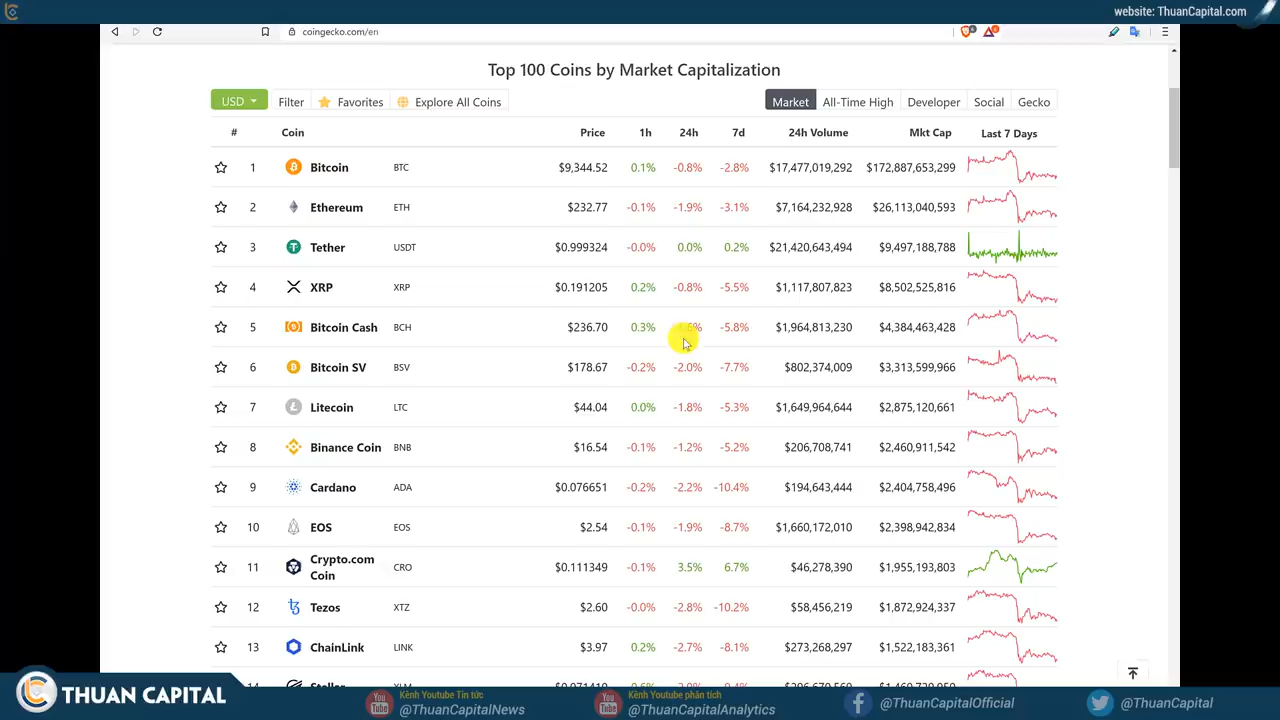 website: ThuanCapital.com
coingecko.com/en
Top 100 Coins by Market Capitalization
USD Filter Favorites Explore All Coins Market All-Time High Developer Social Gecko
# Coin Price 1h 24h 7d 24h Volume Mkt Cap Last 7 Days
1 Bitcoin BTC $9,344.52 0.1% -0.8% -2.8% $17,477,019,292 $172,887,653,299
2 Ethereum ETH $232.77 -0.1% -1.9% -3.1% $7,164,232,928 $26,113,040,593
3 Tether USDT $0.999324 -0.0% 0.0% 0.2% $21,420,643,494 $9,497,188,788
4 XRP XRP $0.191205 0.2% -0.8% -5.5% $1,117,807,823 $8,502,525,816
5 Bitcoin Cash BCH $236.70 0.3% -5.8% $1,964,813,230 $4,384,463,428
6 Bitcoin SV BSV $178.67 -0.2% -2.0% -7.7% $802,374,009 $3,313,599,966
7 Litecoin LTC $44.04 0.0% -1.8% -5.3% $1,649,964,644 $2,875,120,661
8 Binance Coin BNB $16.54 -0.1% -1.2% -5.2% $206,708,741 $2,460,911,542
9 Cardano ADA $0.076651 -0.2% -2.2% -10.4% $194,643,444 $2,404,758,496
10 EOS EOS $2.54 -0.1% -1.9% -8.7% $1,660,172,010 $2,398,942,834
11 Crypto.com Coin CRO $0.111349 -0.1% 3.5% 6.7% $46,278,390 $1,955,193,803
12 Tezos XTZ $2.60 -0.0% -2.8% -10.2% $58,456,219 $1,872,924,337
13 ChainLink LINK $3.97 0.2% -2.7% -8.1% $273,268,297 $1,522,183,361
THUAN CAPITAL
Kênh Youtube Tin tức
@ThuanCapitalNews
Kênh Youtube phân tích
@ThuanCapitalAnalytics
@ThuanCapitalOfficial
@ThuanCapital